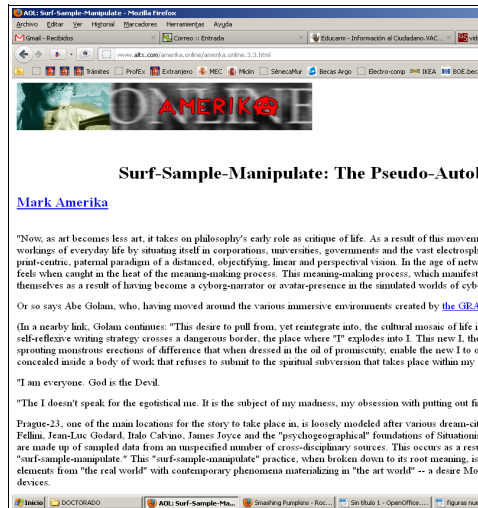 AOL: Surf-Sample-Manipulate - Mozilla Firefox
Archivo Editar Ver Historial Marcadores Herramientas Ayuda
Gmail - Recibidos Correo :: Entrada Educarm - Información al Ciudadano. VAC...
www.altx.com/amerika.online/amerika.online.3.3.html
Trámites ProfEx Extranjero MEC Micin SénecaMur Becas Argo Electro-comp IKEA BOE.bec
AMERIKA
ONLINE
Surf-Sample-Manipulate: The Pseudo-Autobi
Mark Amerika
"Now, as art becomes less art, it takes on philosophy's early role as critique of life. As a result of this movem
workings of everyday life by situating itself in corporations, universities, governments and the vast electrosph
print-centric, paternal paradigm of a distanced, objectifying, linear and perspectival vision. In the age of netw
feels when caught in the heat of the meaning-making process. This meaning-making process, which manifest
themselves as a result of having become a cyborg-narrator or avatar-presence in the simulated worlds of cyb
Or so says Abe Golam, who, having moved around the various immersive environments created by the GRA
(In a nearby link, Golam continues: "This desire to pull from, yet reintegrate into, the cultural mosaic of life i
self-reflexive writing strategy crosses a dangerous border, the place where "I" explodes into I. This new I, the
sprouting monstrous erections of difference that when dressed in the oil of promiscuity, enable the new I to o
concealed inside a body of work that refuses to submit to the spiritual subversion that takes place within my
"I am everyone. God is the Devil.
"The I doesn't speak for the egotistical me. It is the subject of my madness, my obsession with putting out fi
Prague-23, one of the main locations for the story to take place in, is loosely modeled after various dream-cit
Fellini, Jean-Luc Godard, Italo Calvino, James Joyce and the "psychogeographical" foundations of Situationis
are made up of sampled data from an unspecified number of cross-disciplinary sources. This occurs as a resu
"surf-sample-manipulate." This "surf-sample-manipulate" practice, when broken down to its root meaning, is
elements from "the real world" with contemporary phenomena materializing in "the art world" -- a desire Mo
devices.
Inicio DOCTORADO AOL: Surf-Sample-Ma... Smashing Pumpkins - Roc... Sin título 1 - OpenOffice.... figuras nue